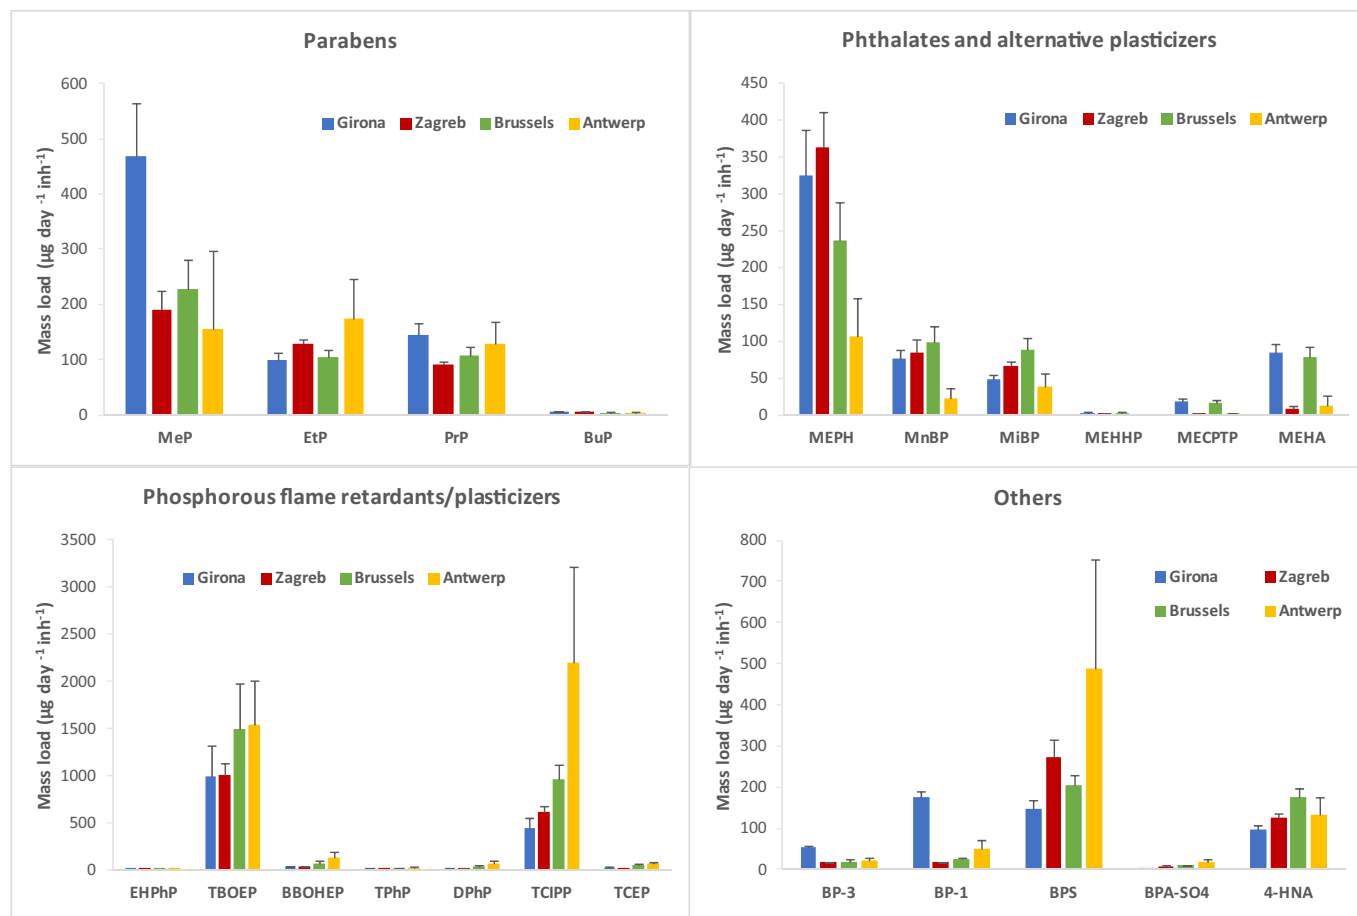 Parabens
Mass load (µg day -1 inh-1)
600
500
400
300
200
100
0
Girona Zagreb Brussels Antwerp
MeP EtP PrP BuP
Phthalates and alternative plasticizers
Mass load (µg day -1 inh-1)
450
400
350
300
250
200
150
100
50
0
Girona Zagreb Brussels Antwerp
MEPH MnBP MiBP MEHHP MECPTP MEHA
Phosphorous flame retardants/plasticizers
Mass load (µg day -1 inh-1)
3500
3000
2500
2000
1500
1000
500
0
Girona Zagreb Brussels Antwerp
EHPhP TBOEP BBOHEP TPhP DPhP TCIPP TCEP
Others
Mass load (µg day -1 inh-1)
800
700
600
500
400
300
200
100
0
Girona Zagreb
Brussels Antwerp
BP-3 BP-1 BPS BPA-SO4 4-HNA